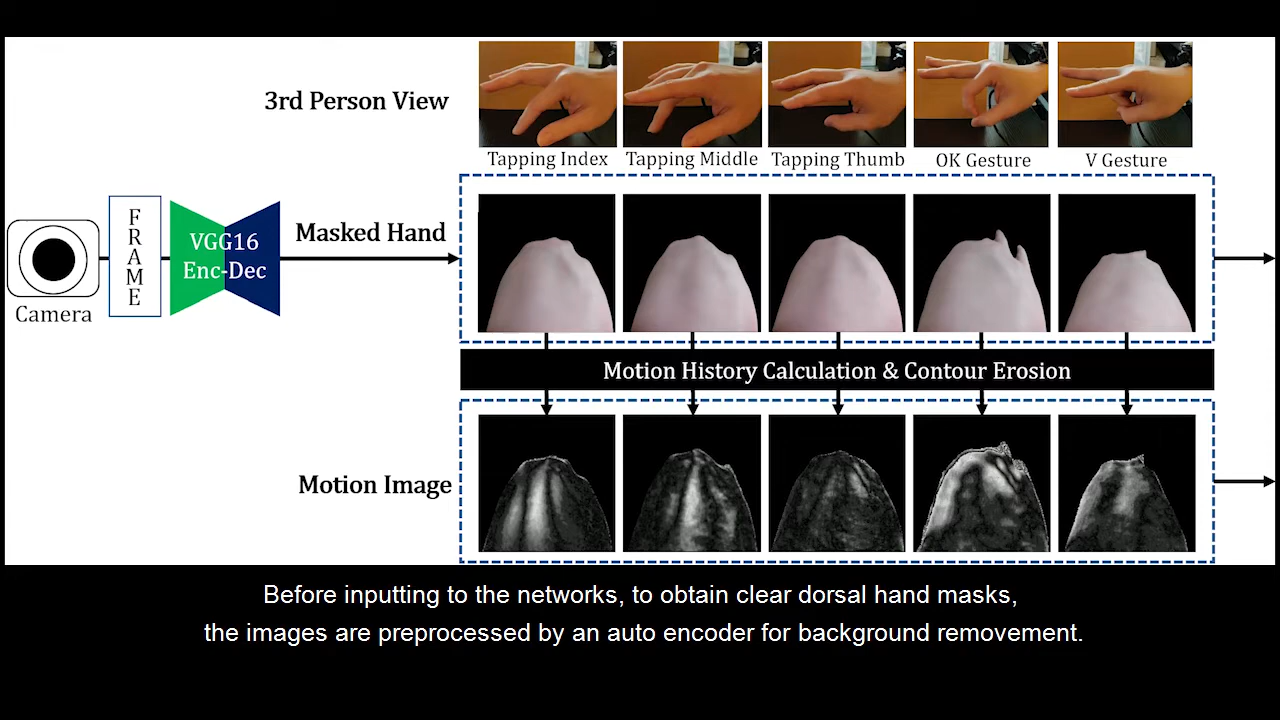 3rd Person View
Tapping Index
Tapping Middle
Tapping Thumb
OK Gesture
V Gesture
Camera
FRAME
VGG16
Enc-Dec
Masked Hand
Motion History Calculation & Contour Erosion
Motion Image
Before inputting to the networks, to obtain clear dorsal hand masks,
the images are preprocessed by an auto encoder for background removement.